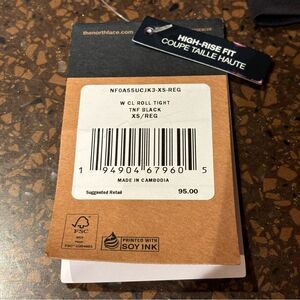 thenorthface.com
HIGH-RISE FIT
COUPE TAILLE HAUTE
NF0A5SUCJK3-XS-REG
W CL ROLL TIGHT
TNF BLACK
XS/REG
1 94904 67960 5
MADE IN CAMBODIA
Suggested Retail 95.00
FSC
PRINTED WITH
SOY INK